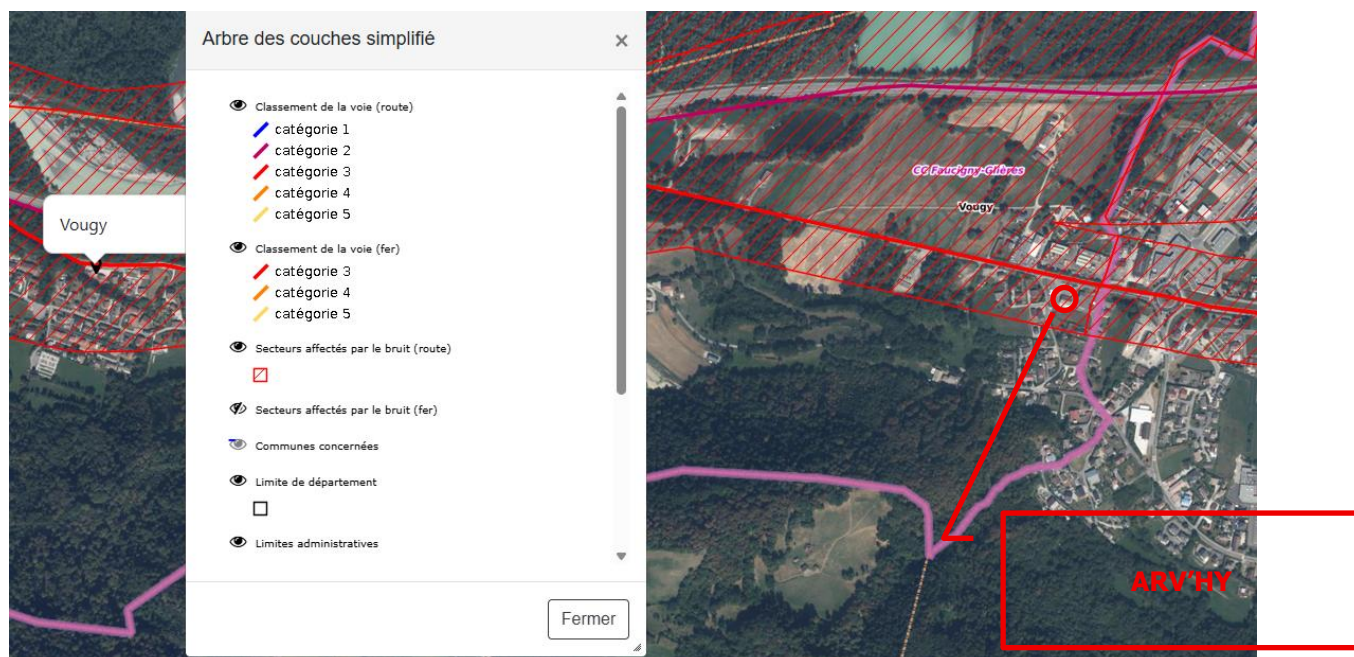 Arbre des couches simplifié
×
Classement de la voie (route)
catégorie 1
catégorie 2
catégorie 3
catégorie 4
catégorie 5
Classement de la voie (fer)
catégorie 3
catégorie 4
catégorie 5
Secteurs affectés par le bruit (route)
Secteurs affectés par le bruit (fer)
Communes concernées
Limite de département
Limites administratives
Fermer
Vougy
CC Faucigny-Glières
Vougy
ARV'HY